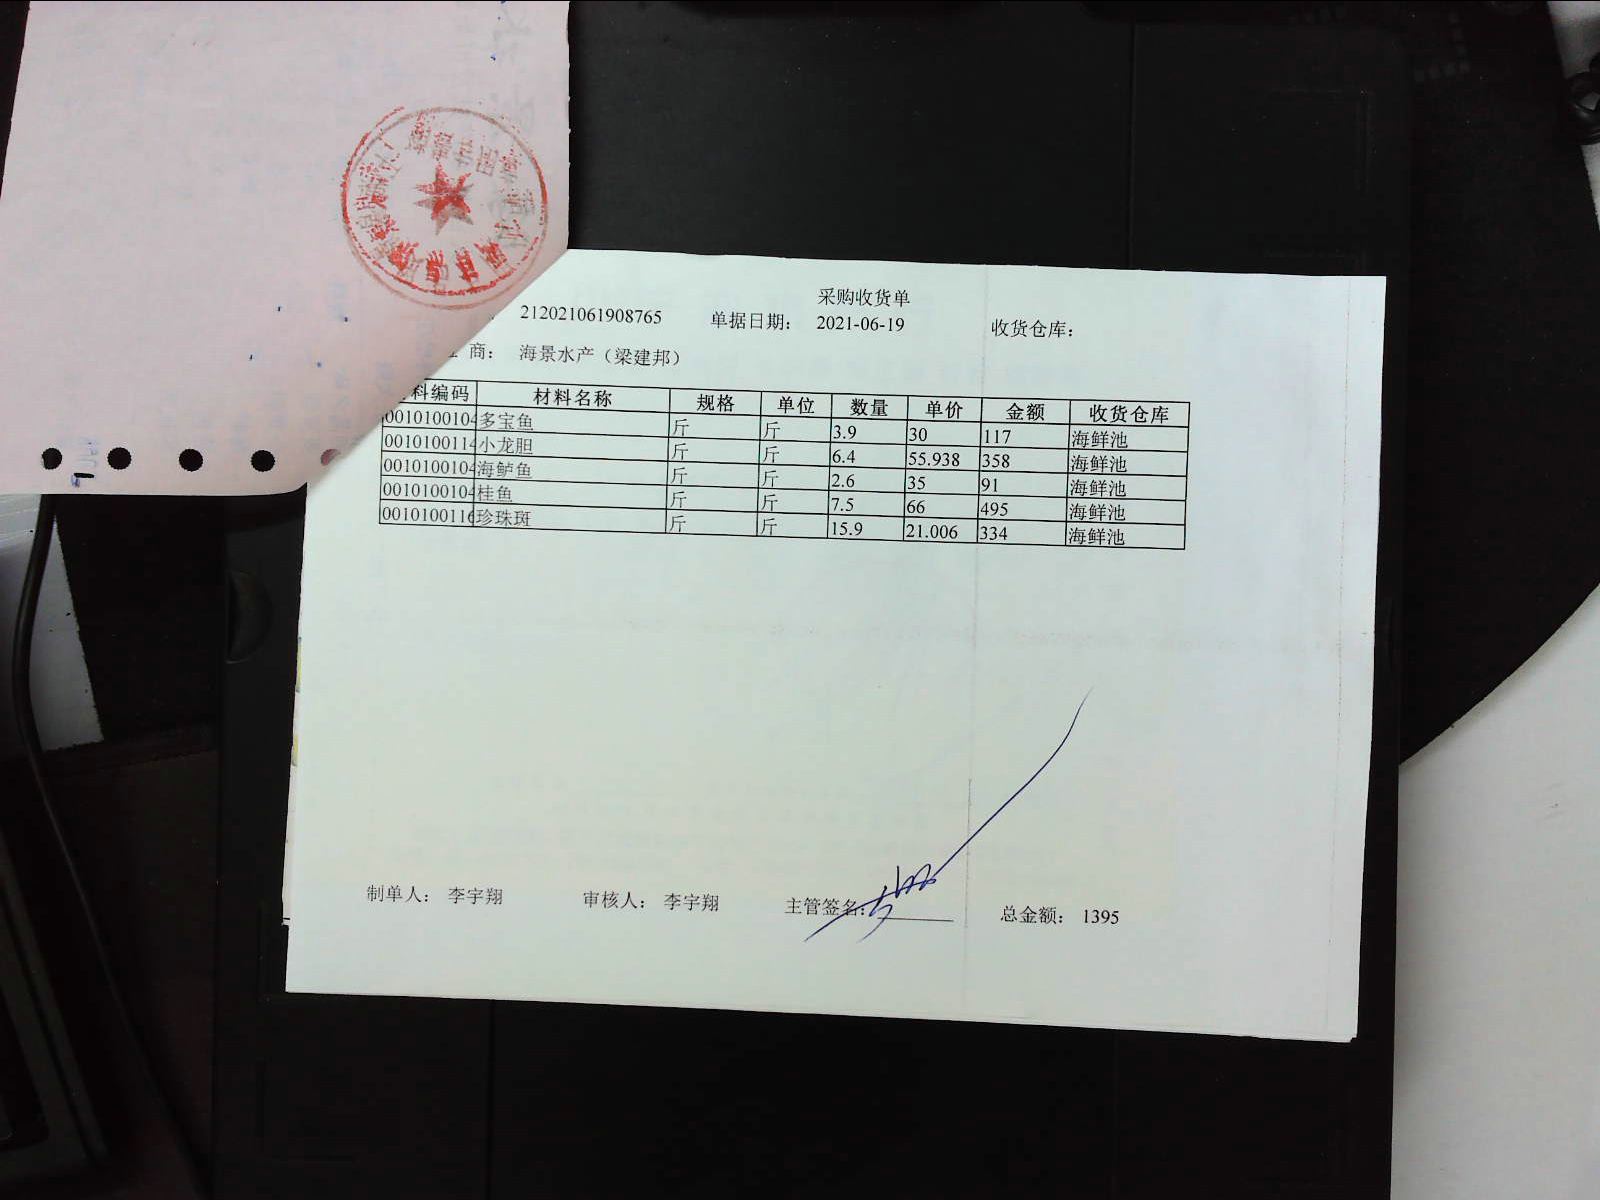 采购收货单
212021061908765 单据日期: 2021-06-19 收货仓库:
商: 海景水产(梁建邦)
料编码 材料名称 规格 单位 数量 单价 金额 收货仓库
0010100104 多宝鱼 斤 斤 3.9 30 117 海鲜池
0010100114 小龙胆 斤 斤 6.4 55.938 358 海鲜池
0010100104 海鲈鱼 斤 斤 2.6 35 91 海鲜池
0010100104 桂鱼 斤 斤 7.5 66 495 海鲜池
0010100116 珍珠斑 斤 斤 15.9 21.006 334 海鲜池
制单人: 李宇翔 审核人: 李宇翔 主管签名: 总金额: 1395